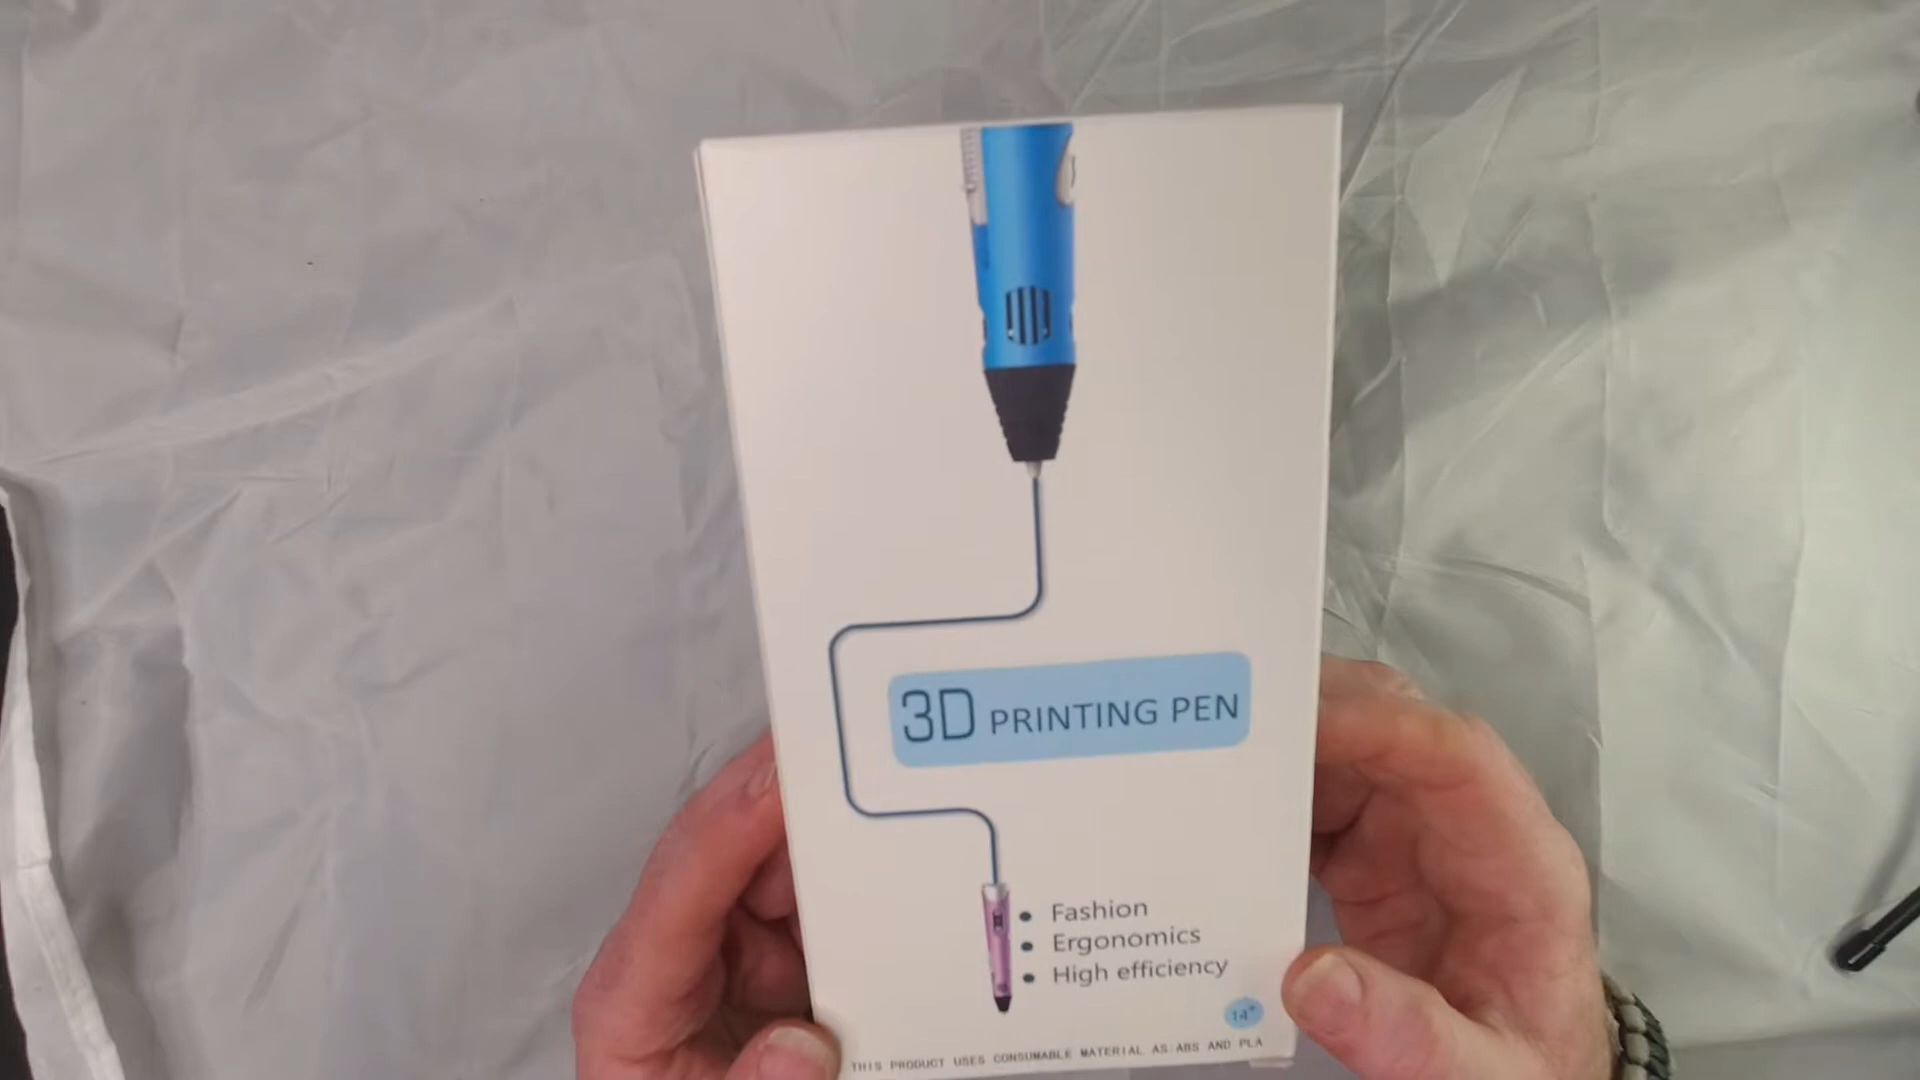 3D PRINTING PEN
Fashion
Ergonomics
High efficiency
14+
THIS PRODUCT USES CONSUMABLE MATERIAL AS:ABS AND PLA